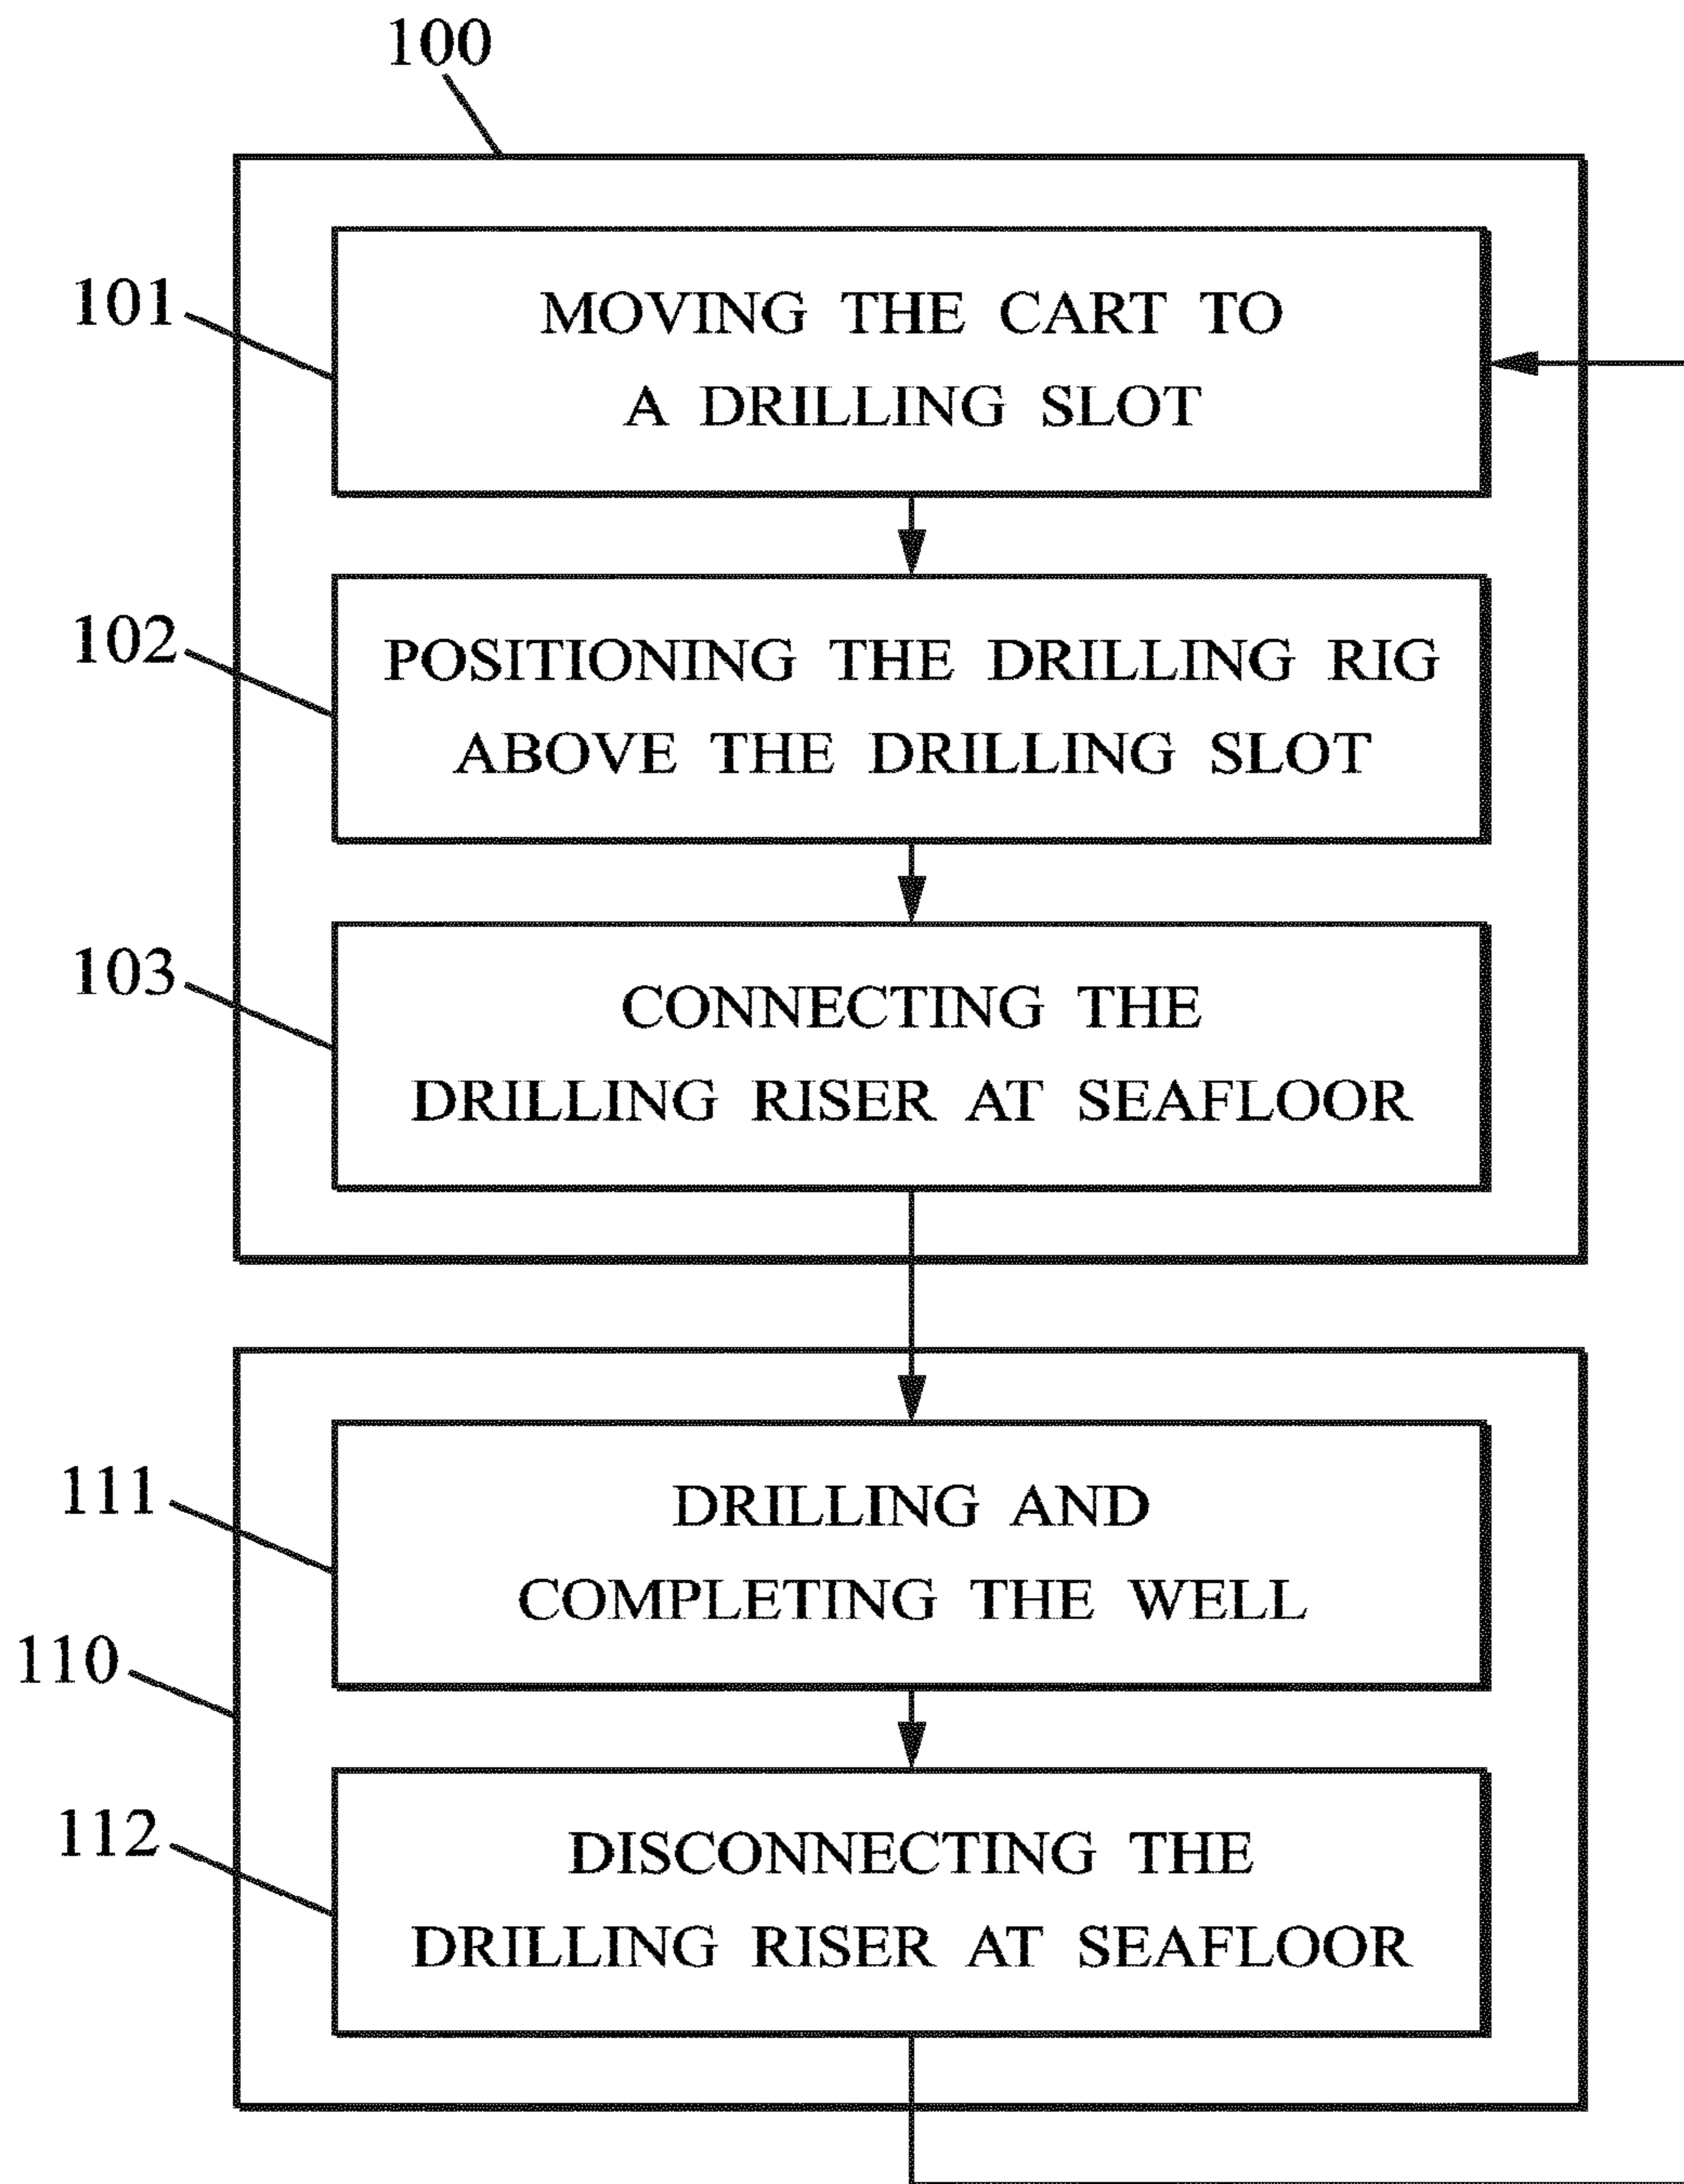 100
101
MOVING THE CART TO
A DRILLING SLOT
102
POSITIONING THE DRILLING RIG
ABOVE THE DRILLING SLOT
103
CONNECTING THE
DRILLING RISER AT SEAFLOOR
111
DRILLING AND
COMPLETING THE WELL
110
112
DISCONNECTING THE
DRILLING RISER AT SEAFLOOR